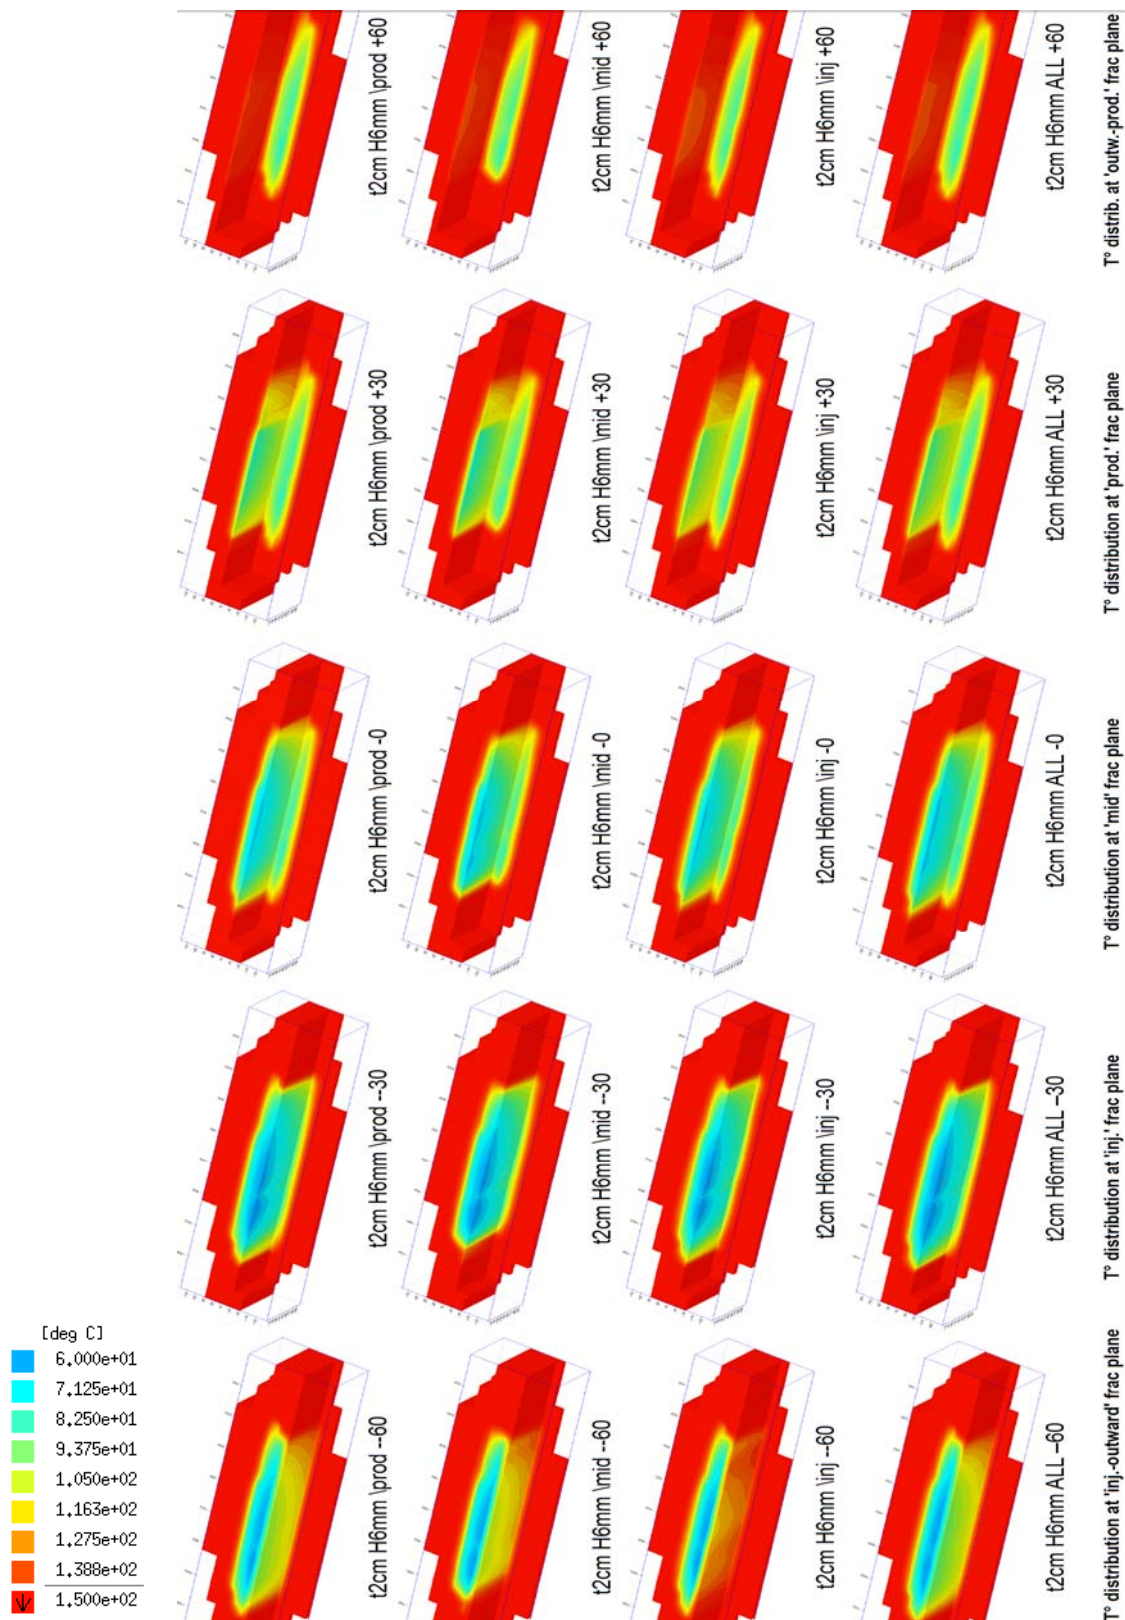 t2cm H6mm \prod +60
t2cm H6mm \mid +60
t2cm H6mm \inj +60
t2cm H6mm ALL +60
T° distrib. at 'outw.-prod.' frac plane
t2cm H6mm \prod +30
t2cm H6mm \mid +30
t2cm H6mm \inj +30
t2cm H6mm ALL +30
T° distribution at 'prod.' frac plane
t2cm H6mm \prod -0
t2cm H6mm \mid -0
t2cm H6mm \inj -0
t2cm H6mm ALL -0
T° distribution at 'mid' frac plane
t2cm H6mm \prod --30
t2cm H6mm \mid --30
t2cm H6mm \inj --30
t2cm H6mm ALL –30
T° distribution at 'inj.' frac plane
t2cm H6mm \prod --60
t2cm H6mm \mid --60
t2cm H6mm \inj --60
t2cm H6mm ALL –60
T° distribution at 'inj.-outward' frac plane
[deg C]
6.000e+01
7.125e+01
8.250e+01
9.375e+01
1.050e+02
1.163e+02
1.275e+02
1.388e+02
1.500e+02